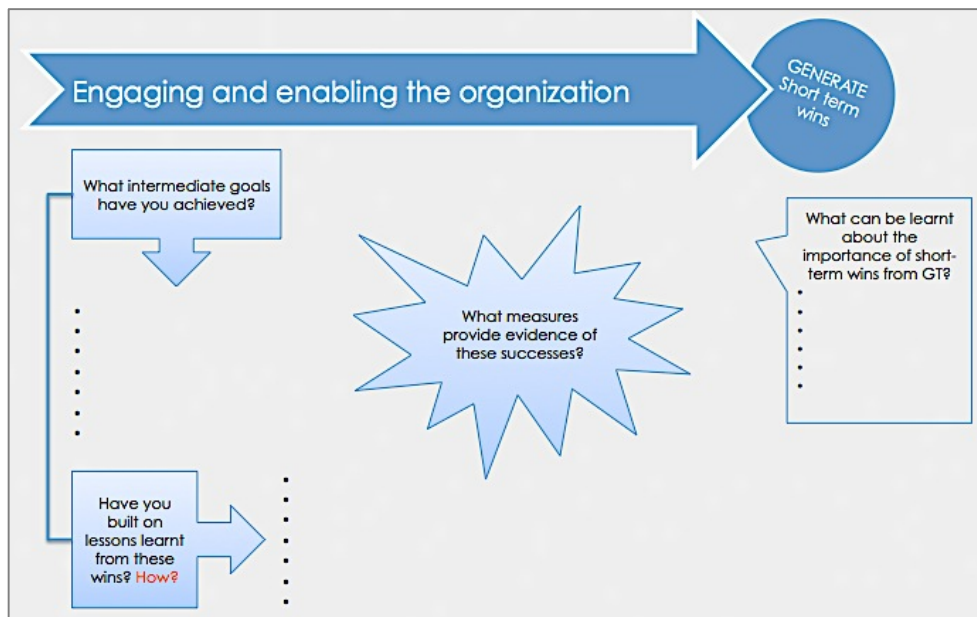 Engaging and enabling the organization
GENERATE
Short term
wins
What intermediate goals
have you achieved?
What measures
provide evidence of
these successes?
What can be learnt
about the
importance of short-
term wins from GT?
Have you
built on
lessons learnt
from these
wins? How?